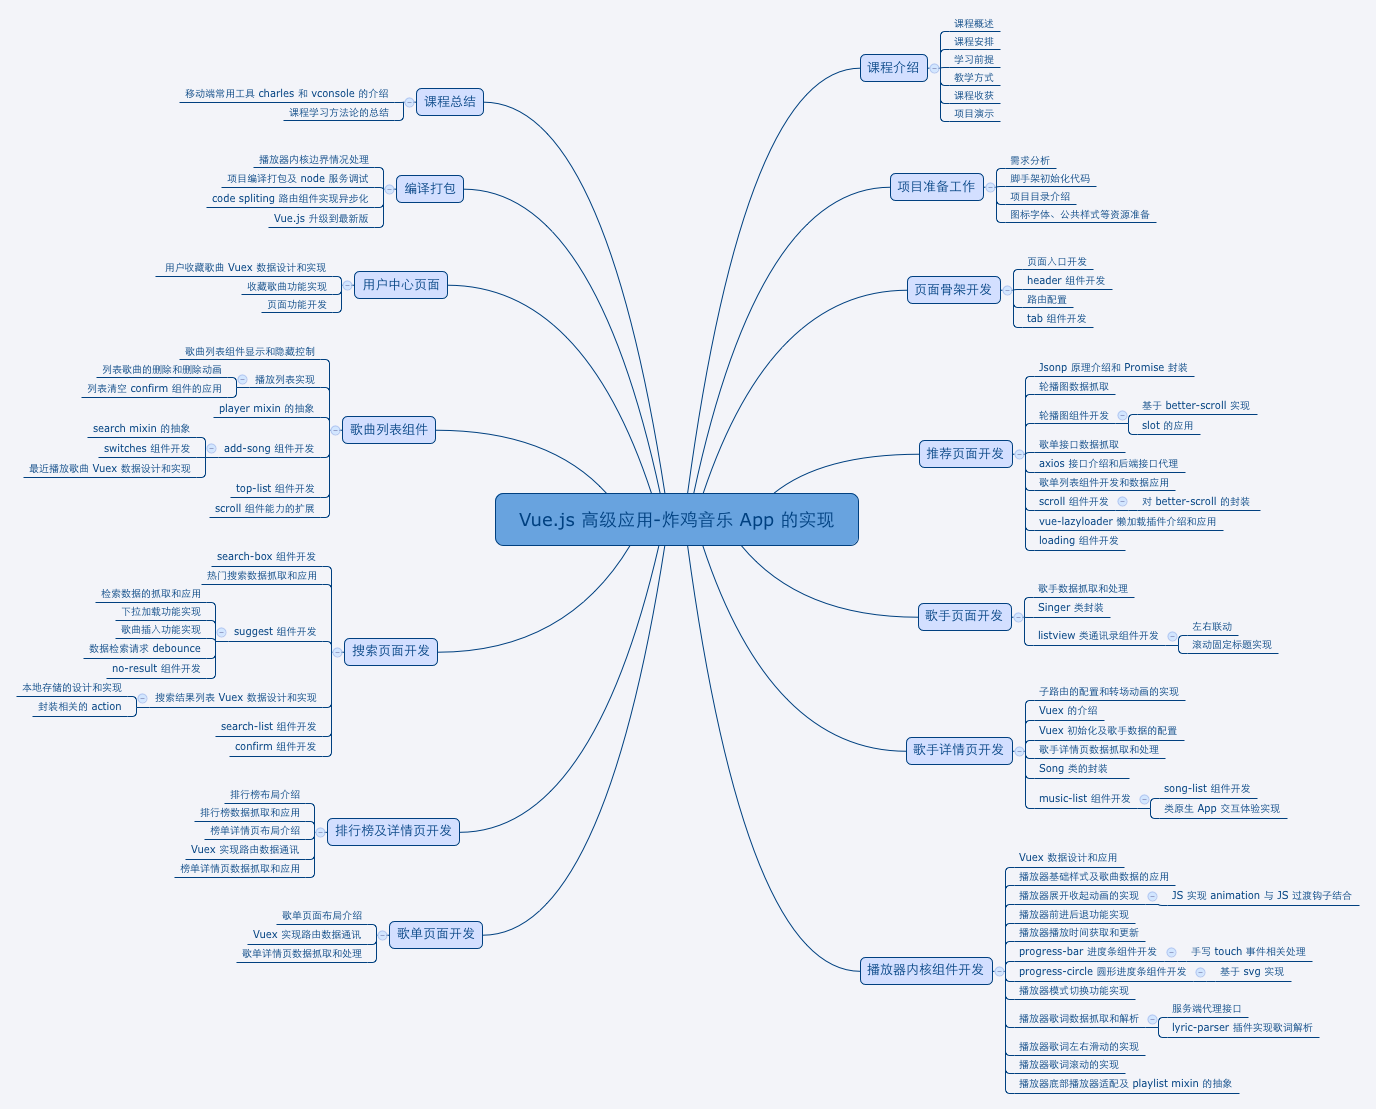 Vue.js 高级应用-炸鸡音乐 App 的实现
课程介绍
课程概述
课程安排
学习前提
教学方式
课程收获
项目演示
项目准备工作
需求分析
脚手架初始化代码
项目目录介绍
图标字体、公共样式等资源准备
页面骨架开发
页面入口开发
header 组件开发
路由配置
tab 组件开发
推荐页面开发
Jsonp 原理介绍和 Promise 封装
轮播图数据抓取
轮播图组件开发
基于 better-scroll 实现
slot 的应用
歌单接口数据抓取
axios 接口介绍和后端接口代理
歌单列表组件开发和数据应用
scroll 组件开发
对 better-scroll 的封装
vue-lazyloader 懒加载插件介绍和应用
loading 组件开发
歌手页面开发
歌手数据抓取和处理
Singer 类封装
listview 类通讯录组件开发
左右联动
滚动固定标题实现
歌手详情页开发
子路由的配置和转场动画的实现
Vuex 的介绍
Vuex 初始化及歌手数据的配置
歌手详情页数据抓取和处理
Song 类的封装
music-list 组件开发
song-list 组件开发
类原生 App 交互体验实现
播放器内核组件开发
Vuex 数据设计和应用
播放器基础样式及歌曲数据的应用
播放器展开收起动画的实现
JS 实现 animation 与 JS 过渡钩子结合
播放器前进后退功能实现
播放器播放时间获取和更新
progress-bar 进度条组件开发
手写 touch 事件相关处理
progress-circle 圆形进度条组件开发
基于 svg 实现
播放器模式切换功能实现
播放器歌词数据抓取和解析
服务端代理接口
lyric-parser 插件实现歌词解析
播放器歌词左右滑动的实现
播放器歌词滚动的实现
播放器底部播放器适配及 playlist mixin 的抽象
课程总结
移动端常用工具 charles 和 vconsole 的介绍
课程学习方法论的总结
编译打包
播放器内核边界情况处理
项目编译打包及 node 服务调试
code spliting 路由组件实现异步化
Vue.js 升级到最新版
用户中心页面
用户收藏歌曲 Vuex 数据设计和实现
收藏歌曲功能实现
页面功能开发
歌曲列表组件
歌曲列表组件显示和隐藏控制
播放列表实现
列表歌曲的删除和删除动画
列表清空 confirm 组件的应用
player mixin 的抽象
add-song 组件开发
search mixin 的抽象
switches 组件开发
最近播放歌曲 Vuex 数据设计和实现
top-list 组件开发
scroll 组件能力的扩展
搜索页面开发
search-box 组件开发
热门搜索数据抓取和应用
suggest 组件开发
检索数据的抓取和应用
下拉加载功能实现
歌曲插入功能实现
数据检索请求 debounce
no-result 组件开发
搜索结果列表 Vuex 数据设计和实现
本地存储的设计和实现
封装相关的 action
search-list 组件开发
confirm 组件开发
排行榜及详情页开发
排行榜布局介绍
排行榜数据抓取和应用
榜单详情页布局介绍
Vuex 实现路由数据通讯
榜单详情页数据抓取和应用
歌单页面开发
歌单页面布局介绍
Vuex 实现路由数据通讯
歌单详情页数据抓取和处理